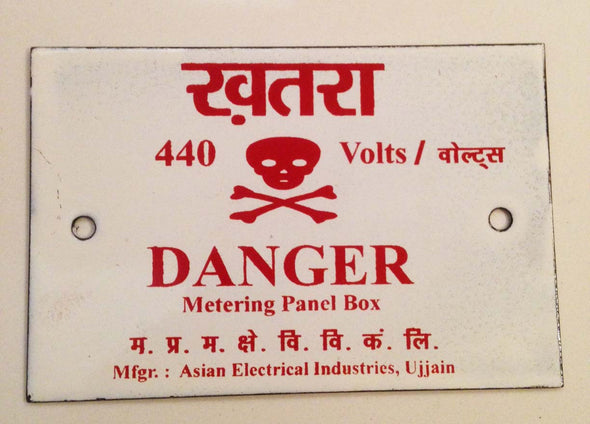 ख़तरा
440 Volts / वोल्ट्स
DANGER
Metering Panel Box
म. प्र. म. क्षे. वि. वि. कं. लि.
Mfgr. : Asian Electrical Industries, Ujjain